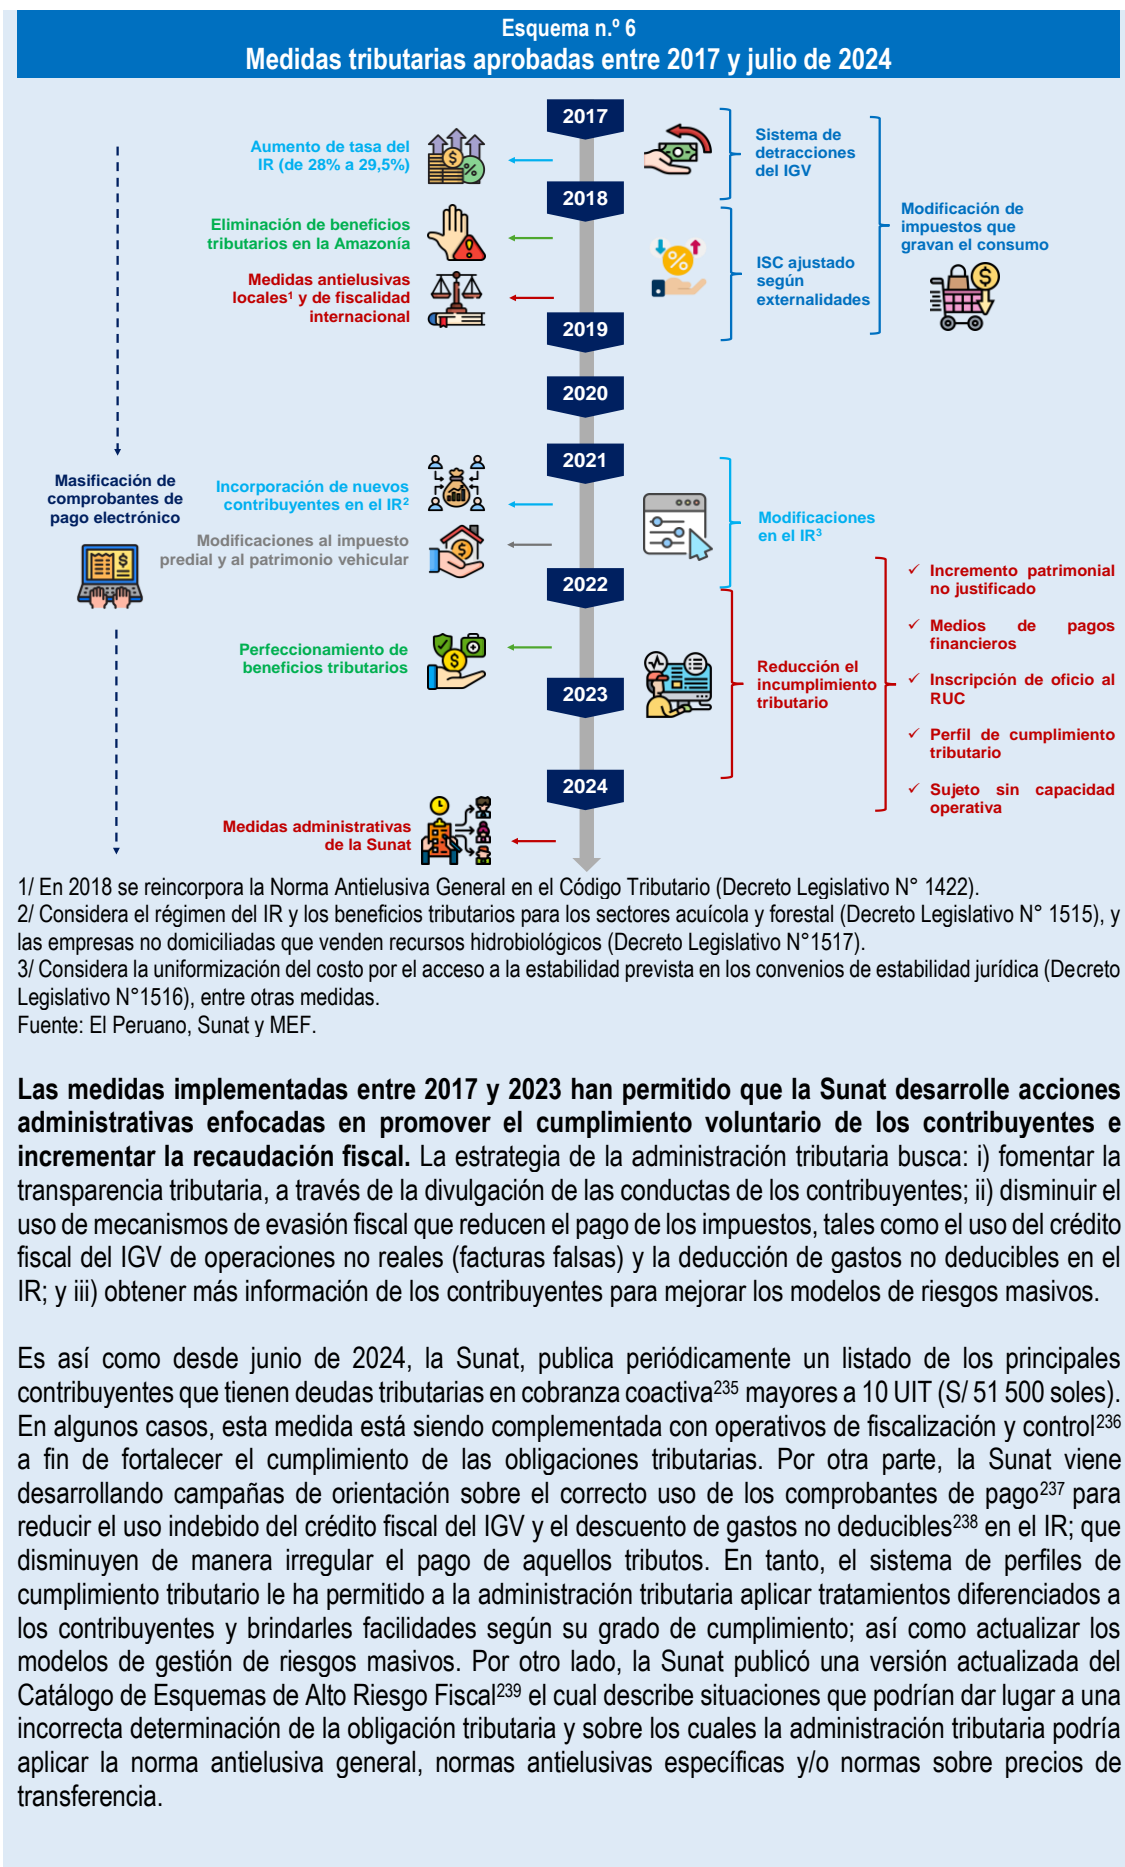 Esquema n.º 6
Medidas tributarias aprobadas entre 2017 y julio de 2024
2017
Aumento de tasa del
IR (de 28% a 29,5%)
Sistema de
detracciones
del IGV
2018
Eliminación de beneficios
tributarios en la Amazonía
Medidas antielusivas
locales¹ y de fiscalidad
internacional
ISC ajustado
según
externalidades
Modificación de
impuestos que
gravan el consumo
2019
2020
2021
Masificación de
comprobantes de
pago electrónico
Incorporación de nuevos
contribuyentes en el IR²
Modificaciones al impuesto
predial y al patrimonio vehicular
Modificaciones
en el IR³
2022
Perfeccionamiento de
beneficios tributarios
2023
Reducción el
incumplimiento
tributario
✓ Incremento patrimonial
no justificado
✓ Medios de pagos
financieros
✓ Inscripción de oficio al
RUC
✓ Perfil de cumplimiento
tributario
✓ Sujeto sin capacidad
operativa
2024
Medidas administrativas
de la Sunat
1/ En 2018 se reincorpora la Norma Antielusiva General en el Código Tributario (Decreto Legislativo N° 1422).
2/ Considera el régimen del IR y los beneficios tributarios para los sectores acuícola y forestal (Decreto Legislativo N° 1515), y
las empresas no domiciliadas que venden recursos hidrobiológicos (Decreto Legislativo N°1517).
3/ Considera la uniformización del costo por el acceso a la estabilidad prevista en los convenios de estabilidad jurídica (Decreto
Legislativo N°1516), entre otras medidas.
Fuente: El Peruano, Sunat y MEF.
Las medidas implementadas entre 2017 y 2023 han permitido que la Sunat desarrolle acciones
administrativas enfocadas en promover el cumplimiento voluntario de los contribuyentes e
incrementar la recaudación fiscal. La estrategia de la administración tributaria busca: i) fomentar la
transparencia tributaria, a través de la divulgación de las conductas de los contribuyentes; ii) disminuir el
uso de mecanismos de evasión fiscal que reducen el pago de los impuestos, tales como el uso del crédito
fiscal del IGV de operaciones no reales (facturas falsas) y la deducción de gastos no deducibles en el
IR; y iii) obtener más información de los contribuyentes para mejorar los modelos de riesgos masivos.
Es así como desde junio de 2024, la Sunat, publica periódicamente un listado de los principales
contribuyentes que tienen deudas tributarias en cobranza coactiva²³⁵ mayores a 10 UIT (S/ 51 500 soles).
En algunos casos, esta medida está siendo complementada con operativos de fiscalización y control²³⁶
a fin de fortalecer el cumplimiento de las obligaciones tributarias. Por otra parte, la Sunat viene
desarrollando campañas de orientación sobre el correcto uso de los comprobantes de pago²³⁷ para
reducir el uso indebido del crédito fiscal del IGV y el descuento de gastos no deducibles²³⁸ en el IR; que
disminuyen de manera irregular el pago de aquellos tributos. En tanto, el sistema de perfiles de
cumplimiento tributario le ha permitido a la administración tributaria aplicar tratamientos diferenciados a
los contribuyentes y brindarles facilidades según su grado de cumplimiento; así como actualizar los
modelos de gestión de riesgos masivos. Por otro lado, la Sunat publicó una versión actualizada del
Catálogo de Esquemas de Alto Riesgo Fiscal²³⁹ el cual describe situaciones que podrían dar lugar a una
incorrecta determinación de la obligación tributaria y sobre los cuales la administración tributaria podría
aplicar la norma antielusiva general, normas antielusivas específicas y/o normas sobre precios de
transferencia.